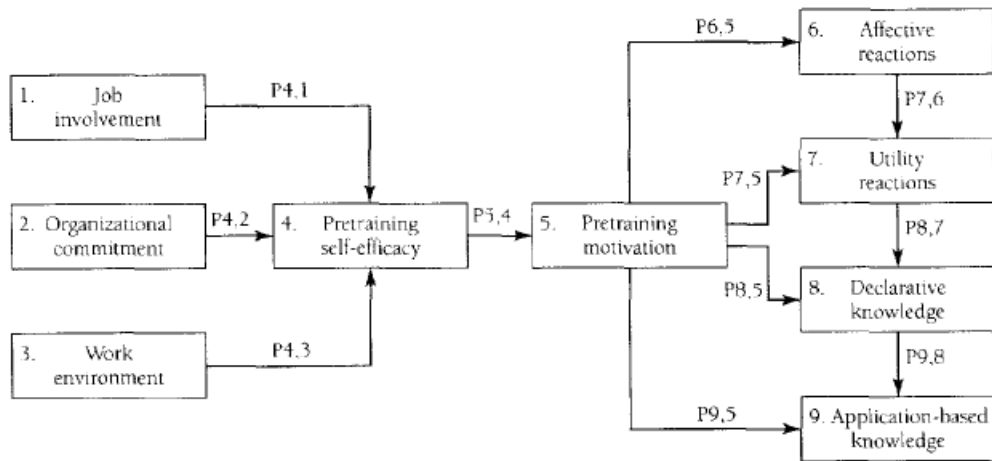 P6,5
6. Affective
reactions
P7,6
1. Job
involvement
P4,1
7. Utility
reactions
P7,5
2. Organizational
commitment
P4,2
4. Pretraining
self-efficacy
P5,4
5. Pretraining
motivation
P8,7
P8,5
8. Declarative
knowledge
3. Work
environment
P4,3
P9,8
P9,5
9. Application-based
knowledge